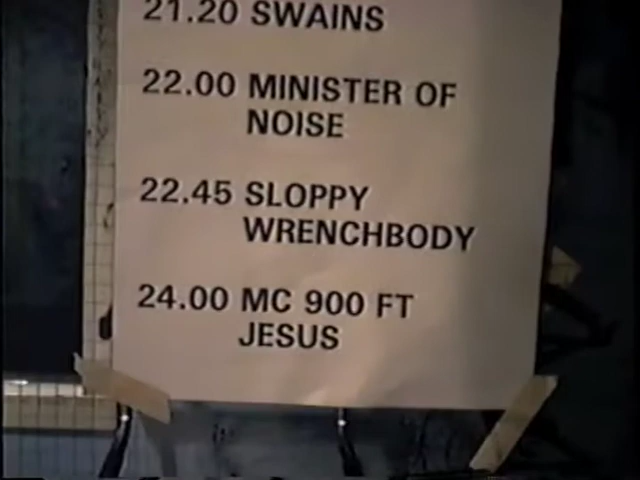 21.20 SWAINS
22.00 MINISTER OF
NOISE
22.45 SLOPPY
WRENCHBODY
24.00 MC 900 FT
JESUS